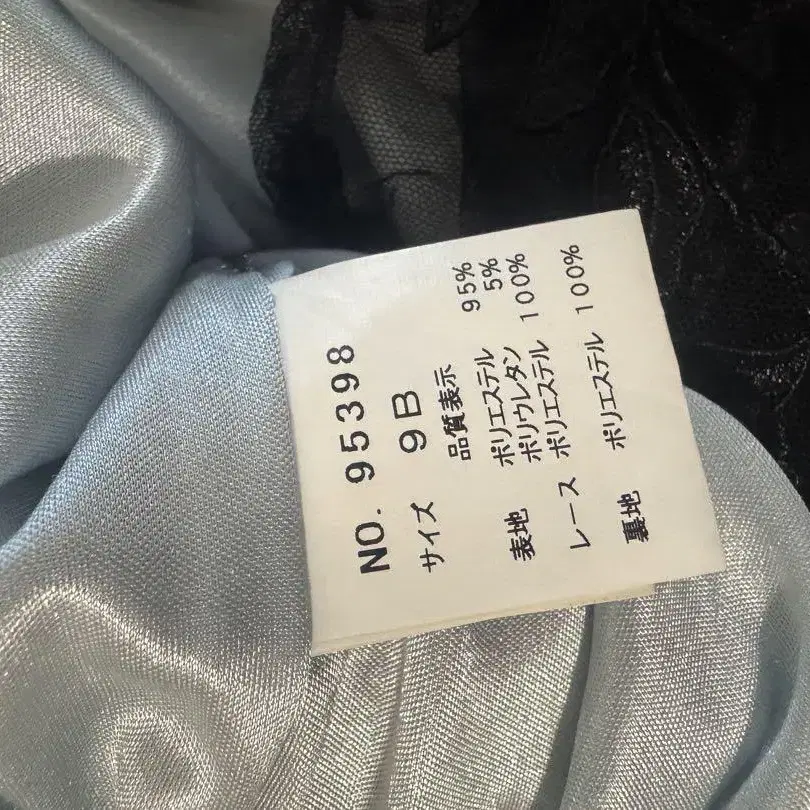 NO. 95398
サイズ 9B
品質表示
表地 ポリエステル 95%
ポリウレタン 5%
レース ポリエステル 100%
裏地 ポリエステル 100%